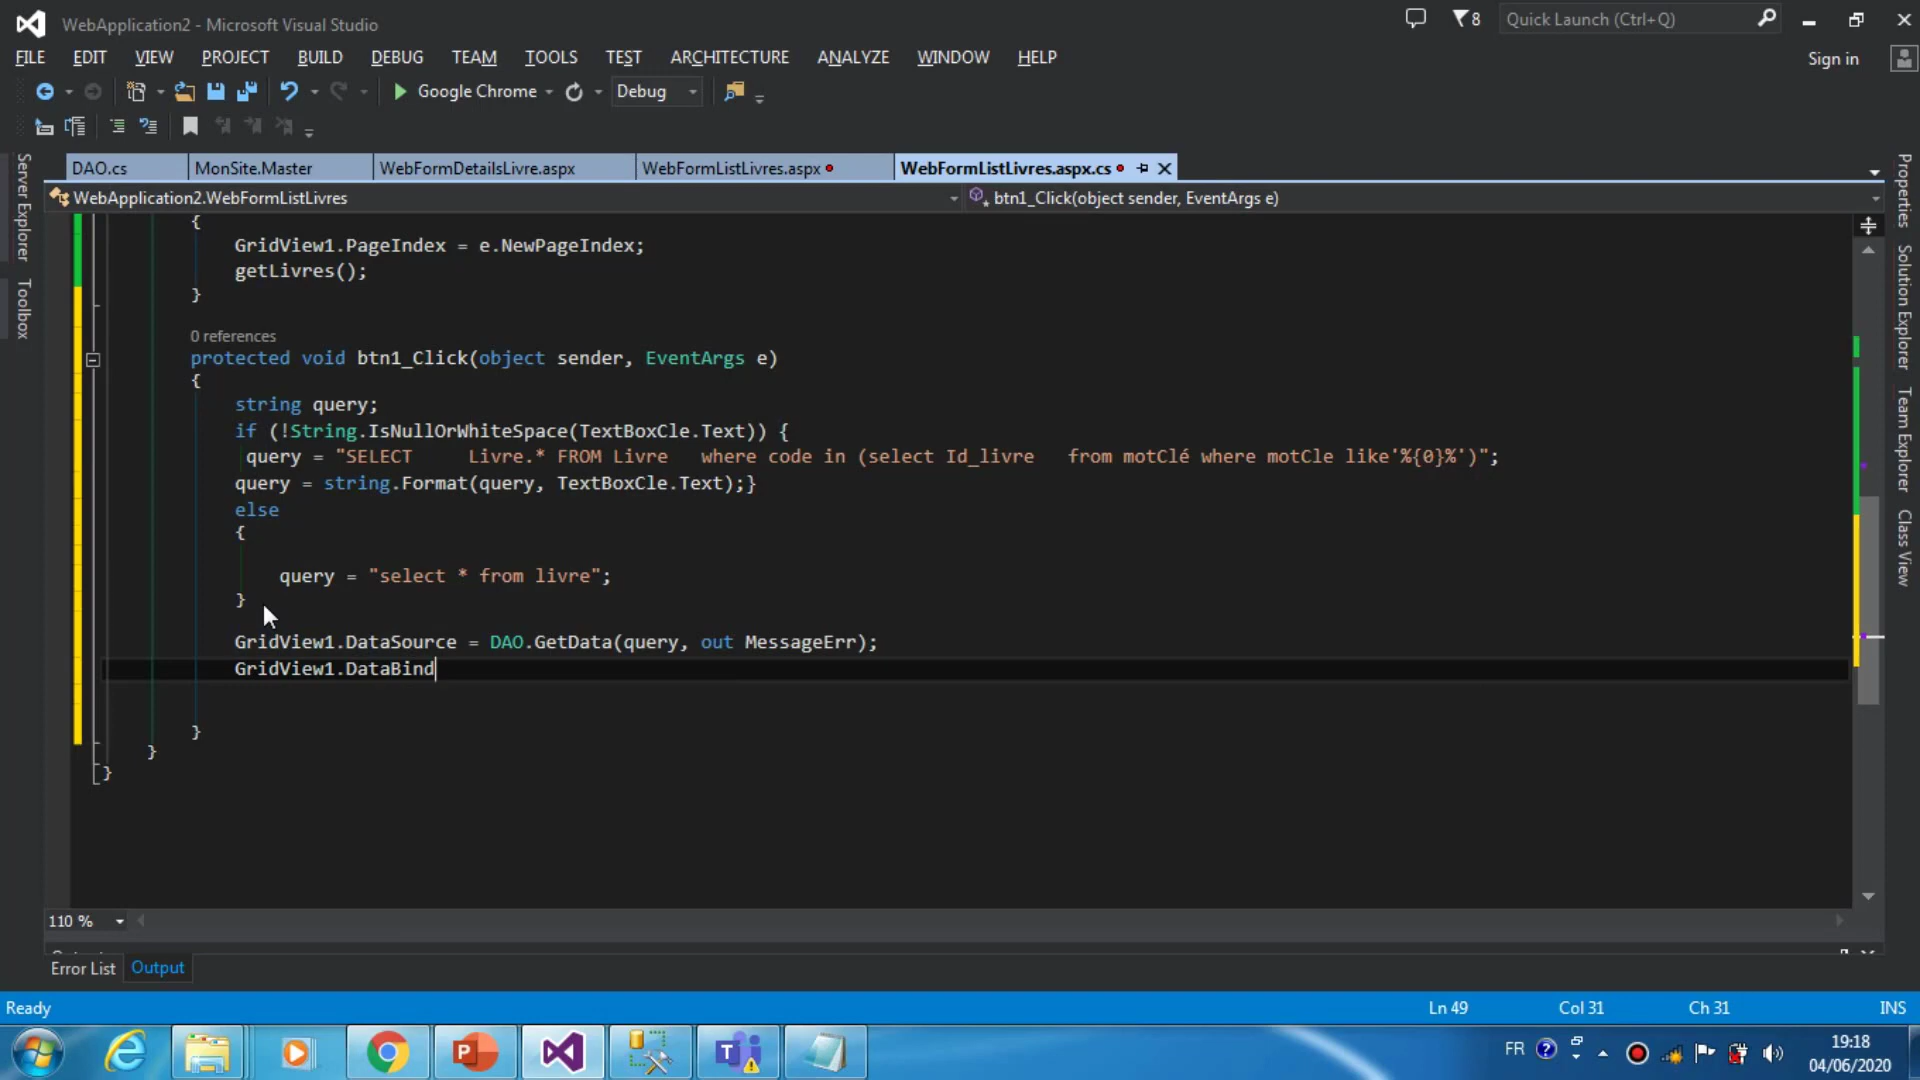 WebApplication2 - Microsoft Visual Studio
8
Quick Launch (Ctrl+Q)
FILE EDIT VIEW PROJECT BUILD DEBUG TEAM TOOLS TEST ARCHITECTURE ANALYZE WINDOW HELP
Sign in
Google Chrome
Debug
DAO.cs
MonSite.Master
WebFormDetailsLivre.aspx
WebFormListLivres.aspx
WebFormListLivres.aspx.cs
WebApplication2.WebFormListLivres
btn1_Click(object sender, EventArgs e)
Server Explorer
Toolbox
Properties
Solution Explorer
Team Explorer
Class View
{
GridView1.PageIndex = e.NewPageIndex;
getLivres();
}
0 references
protected void btn1_Click(object sender, EventArgs e)
{
string query;
if (!String.IsNullOrWhiteSpace(TextBoxCle.Text)) {
query = "SELECT     Livre.* FROM Livre   where code in (select Id_livre   from motClé where motCle like'%{0}%')";
query = string.Format(query, TextBoxCle.Text);}
else
{
query = "select * from livre";
}
GridView1.DataSource = DAO.GetData(query, out MessageErr);
GridView1.DataBind
}
}
}
110 %
Error List
Output
Ready
Ln 49
Col 31
Ch 31
INS
FR
19:18
04/06/2020